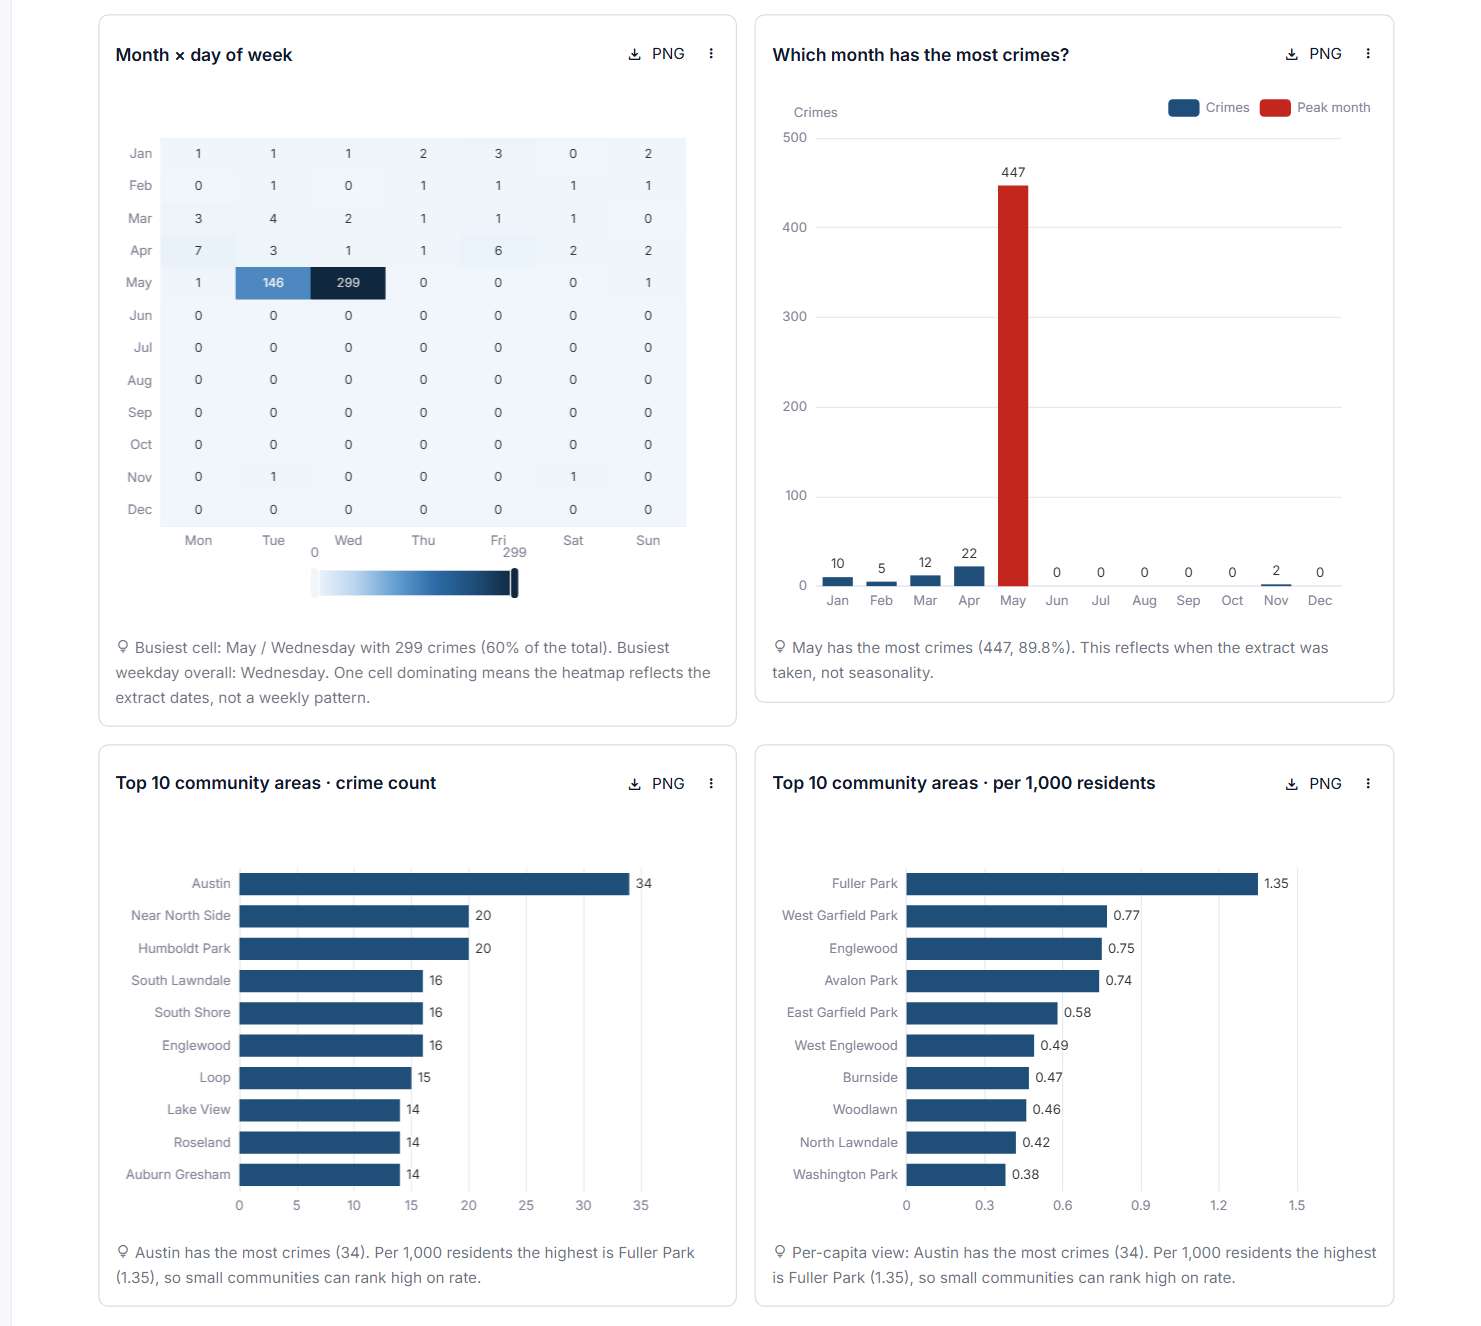 Month × day of week
PNG
Jan 1 1 1 2 3 0 2
Feb 0 1 0 1 1 1 1
Mar 3 4 2 1 1 1 0
Apr 7 3 1 1 6 2 2
May 1 146 299 0 0 0 1
Jun 0 0 0 0 0 0 0
Jul 0 0 0 0 0 0 0
Aug 0 0 0 0 0 0 0
Sep 0 0 0 0 0 0 0
Oct 0 0 0 0 0 0 0
Nov 0 1 0 0 0 1 0
Dec 0 0 0 0 0 0 0
Mon Tue Wed Thu Fri Sat Sun
0 299
Busiest cell: May / Wednesday with 299 crimes (60% of the total). Busiest
weekday overall: Wednesday. One cell dominating means the heatmap reflects the
extract dates, not a weekly pattern.
Which month has the most crimes?
PNG
Crimes
Crimes Peak month
500
400
300
200
100
0
10 5 12 22 447 0 0 0 0 0 2 0
Jan Feb Mar Apr May Jun Jul Aug Sep Oct Nov Dec
May has the most crimes (447, 89.8%). This reflects when the extract was
taken, not seasonality.
Top 10 community areas · crime count
PNG
Austin 34
Near North Side 20
Humboldt Park 20
South Lawndale 16
South Shore 16
Englewood 16
Loop 15
Lake View 14
Roseland 14
Auburn Gresham 14
0 5 10 15 20 25 30 35
Austin has the most crimes (34). Per 1,000 residents the highest is Fuller Park
(1.35), so small communities can rank high on rate.
Top 10 community areas · per 1,000 residents
PNG
Fuller Park 1.35
West Garfield Park 0.77
Englewood 0.75
Avalon Park 0.74
East Garfield Park 0.58
West Englewood 0.49
Burnside 0.47
Woodlawn 0.46
North Lawndale 0.42
Washington Park 0.38
0 0.3 0.6 0.9 1.2 1.5
Per-capita view: Austin has the most crimes (34). Per 1,000 residents the highest
is Fuller Park (1.35), so small communities can rank high on rate.